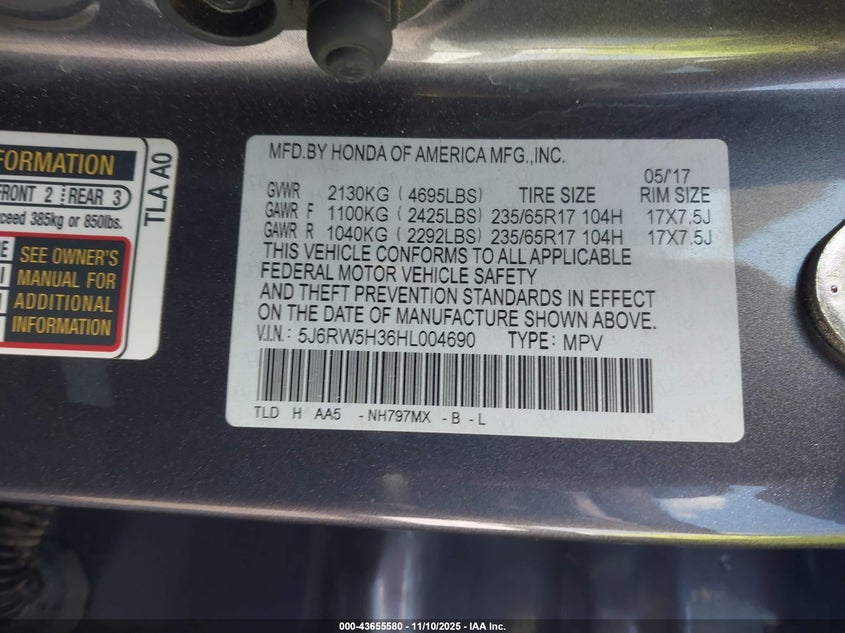 FORMATION
FRONT 2 REAR 3
exceed 385kg or 850lbs.
SEE OWNER'S
MANUAL FOR
ADDITIONAL
INFORMATION
TLA A0
MFD.BY HONDA OF AMERICA MFG.,INC.
05/'17
GVWR 2130KG (4695LBS) TIRE SIZE RIM SIZE
GAWR F 1100KG (2425LBS) 235/65R17 104H 17X7.5J
GAWR R 1040KG (2292LBS) 235/65R17 104H 17X7.5J
THIS VEHICLE CONFORMS TO ALL APPLICABLE
FEDERAL MOTOR VEHICLE SAFETY
AND THEFT PREVENTION STANDARDS IN EFFECT
ON THE DATE OF MANUFACTURE SHOWN ABOVE.
V.I.N.: 5J6RW5H36HL004690 TYPE: MPV
TLD H AA5 -NH797MX -B -L
000-43655580 — 11/10/2025 — IAA Inc.